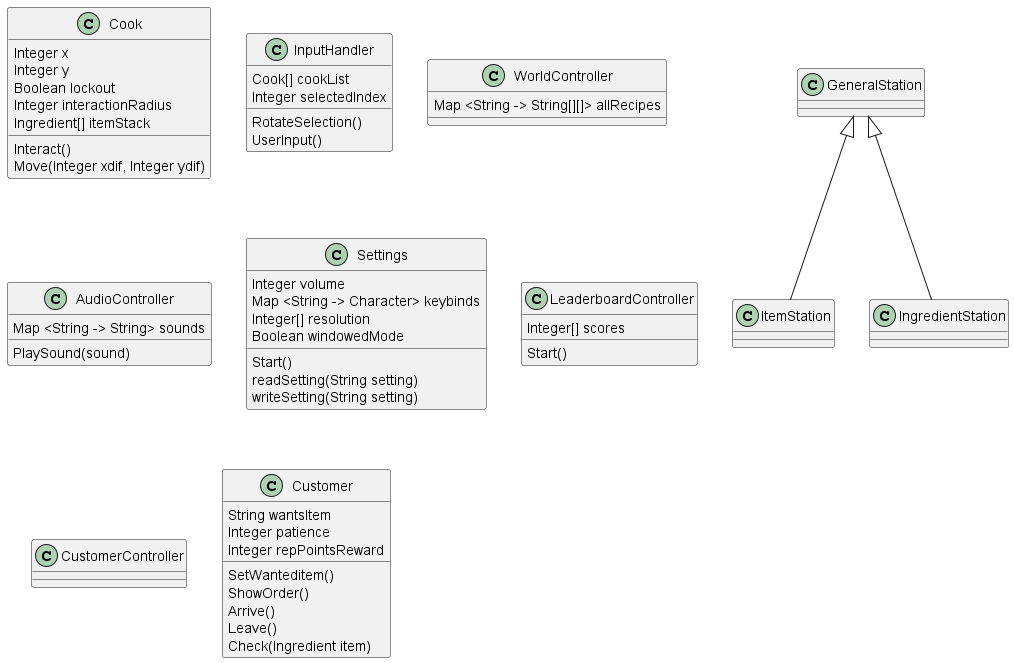 C Cook
Integer x
Integer y
Boolean lockout
Integer interactionRadius
Ingredient[] itemStack
Interact()
Move(Integer xdif, Integer ydif)
C InputHandler
Cook[] cookList
Integer selectedIndex
RotateSelection()
UserInput()
C WorldController
Map <String -> String[][]> allRecipes
C GeneralStation
C AudioController
Map <String -> String> sounds
PlaySound(sound)
C Settings
Integer volume
Map <String -> Character> keybinds
Integer[] resolution
Boolean windowedMode
Start()
readSetting(String setting)
writeSetting(String setting)
C LeaderboardController
Integer[] scores
Start()
C ItemStation
C IngredientStation
C CustomerController
C Customer
String wantsItem
Integer patience
Integer repPointsReward
SetWanteditem()
ShowOrder()
Arrive()
Leave()
Check(Ingredient item)